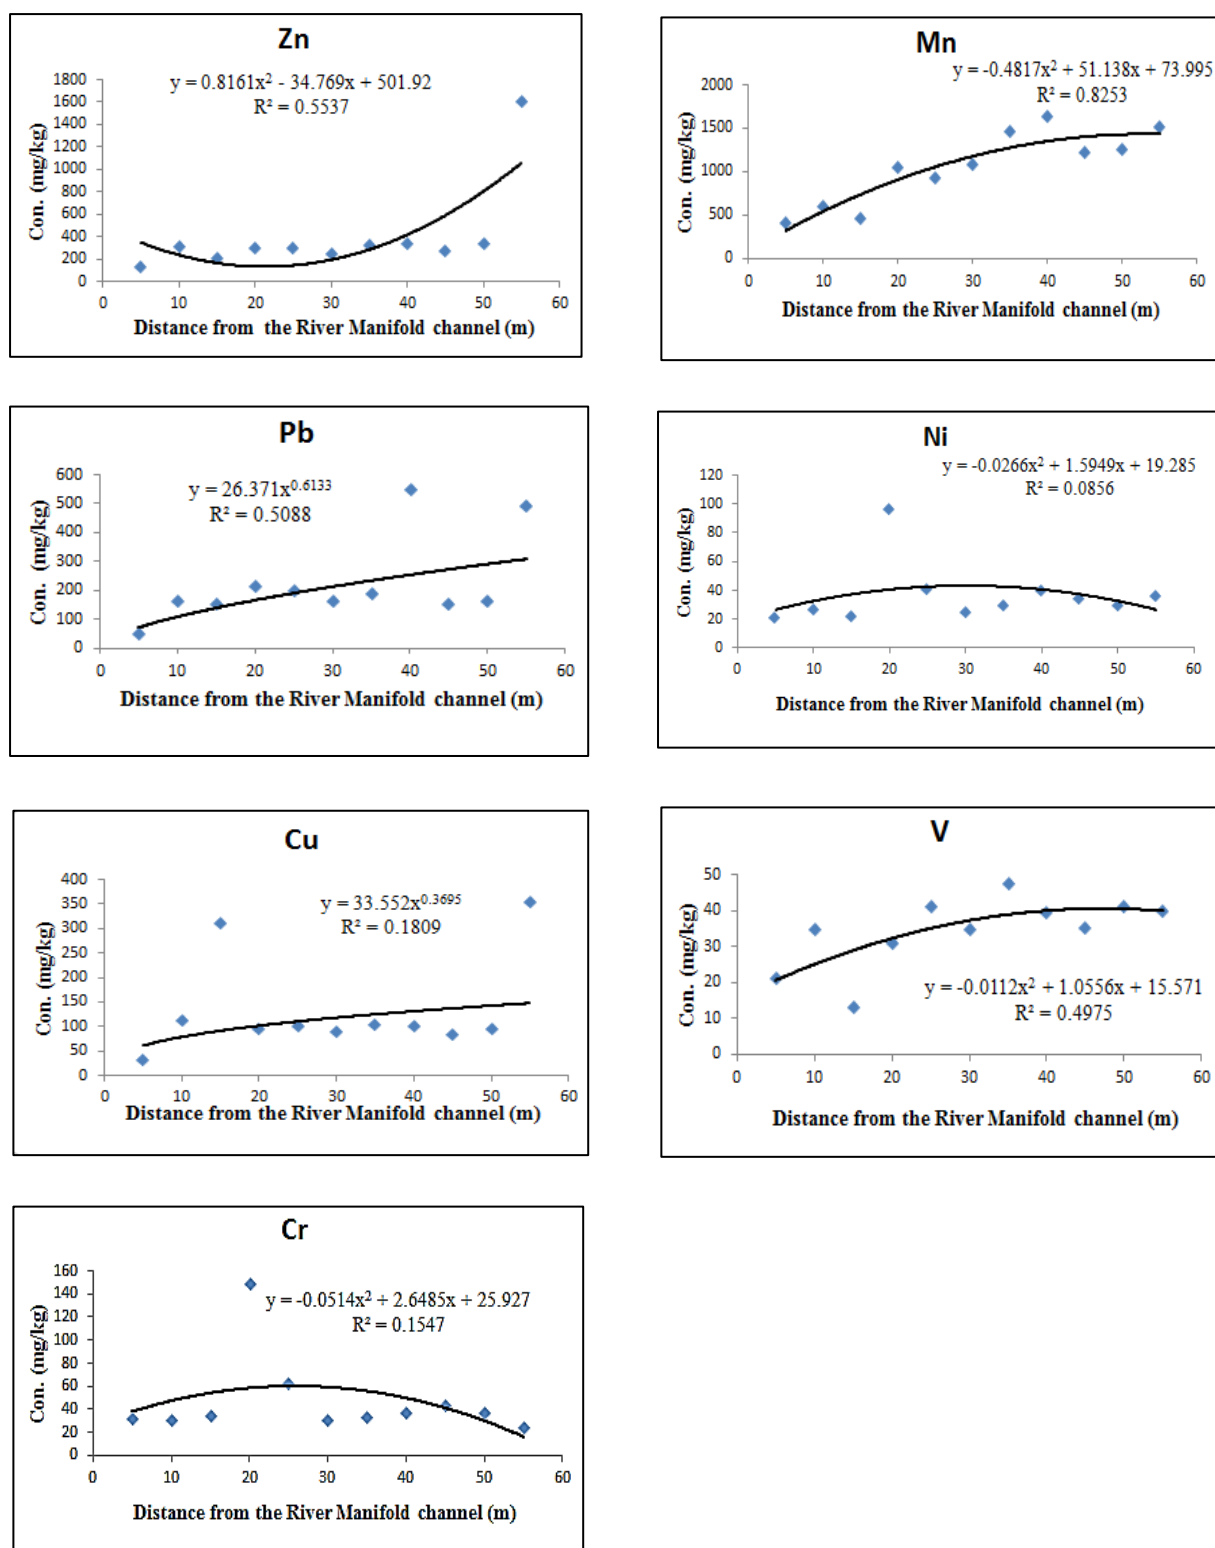 Zn
y = 0.8161x² - 34.769x + 501.92
R² = 0.5537
Con. (mg/kg)
1800
1600
1400
1200
1000
800
600
400
200
0
0 10 20 30 40 50 60
Distance from the River Manifold channel (m)
Mn
y = -0.4817x² + 51.138x + 73.995
R² = 0.8253
Con. (mg/kg)
2000
1500
1000
500
0
0 10 20 30 40 50 60
Distance from the River Manifold channel (m)
Pb
y = 26.371x⁰·⁶¹³³
R² = 0.5088
Con. (mg/kg)
600
500
400
300
200
100
0
0 10 20 30 40 50 60
Distance from the River Manifold channel (m)
Ni
y = -0.0266x² + 1.5949x + 19.285
R² = 0.0856
Con. (mg/kg)
120
100
80
60
40
20
0
0 10 20 30 40 50 60
Distance from the River Manifold channel (m)
Cu
y = 33.552x⁰·³⁶⁹⁵
R² = 0.1809
Con. (mg/kg)
400
350
300
250
200
150
100
50
0
0 10 20 30 40 50 60
Distance from the River Manifold channel (m)
V
y = -0.0112x² + 1.0556x + 15.571
R² = 0.4975
Con. (mg/kg)
50
40
30
20
10
0
0 10 20 30 40 50 60
Distance from the River Manifold channel (m)
Cr
y = -0.0514x² + 2.6485x + 25.927
R² = 0.1547
Con. (mg/kg)
160
140
120
100
80
60
40
20
0
0 10 20 30 40 50 60
Distance from the River Manifold channel (m)